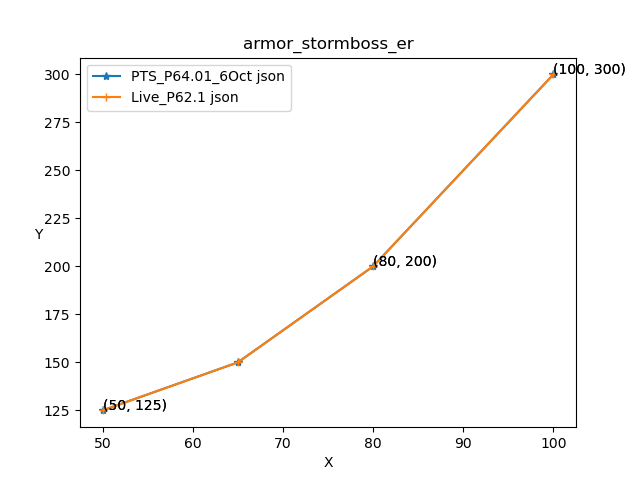 armor_stormboss_er
PTS_P64.01_6Oct json
Live_P62.1 json
(100, 300)
(80, 200)
(50, 125)
300
275
250
225
200
175
150
125
Y
50 60 70 80 90 100
X